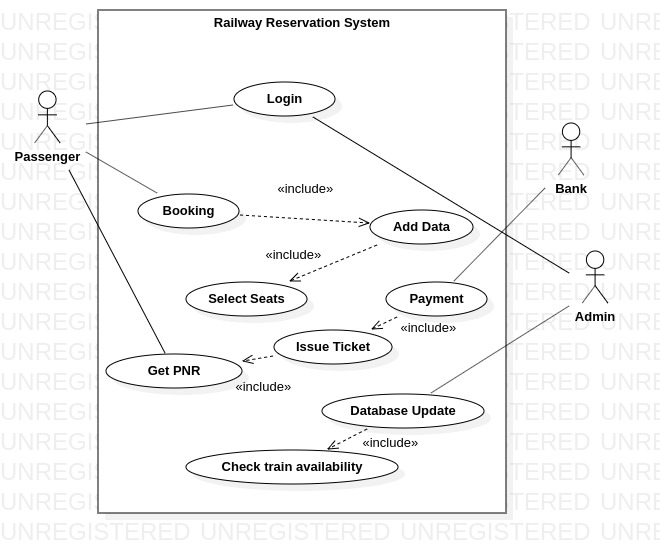 Railway Reservation System
Login
Passenger
Bank
«include»
Booking
Add Data
«include»
Select Seats
Payment
Admin
«include»
Issue Ticket
Get PNR
«include»
Database Update
«include»
Check train availability
UNREGISTERED UNREGISTERED UNREGISTERED UNRE